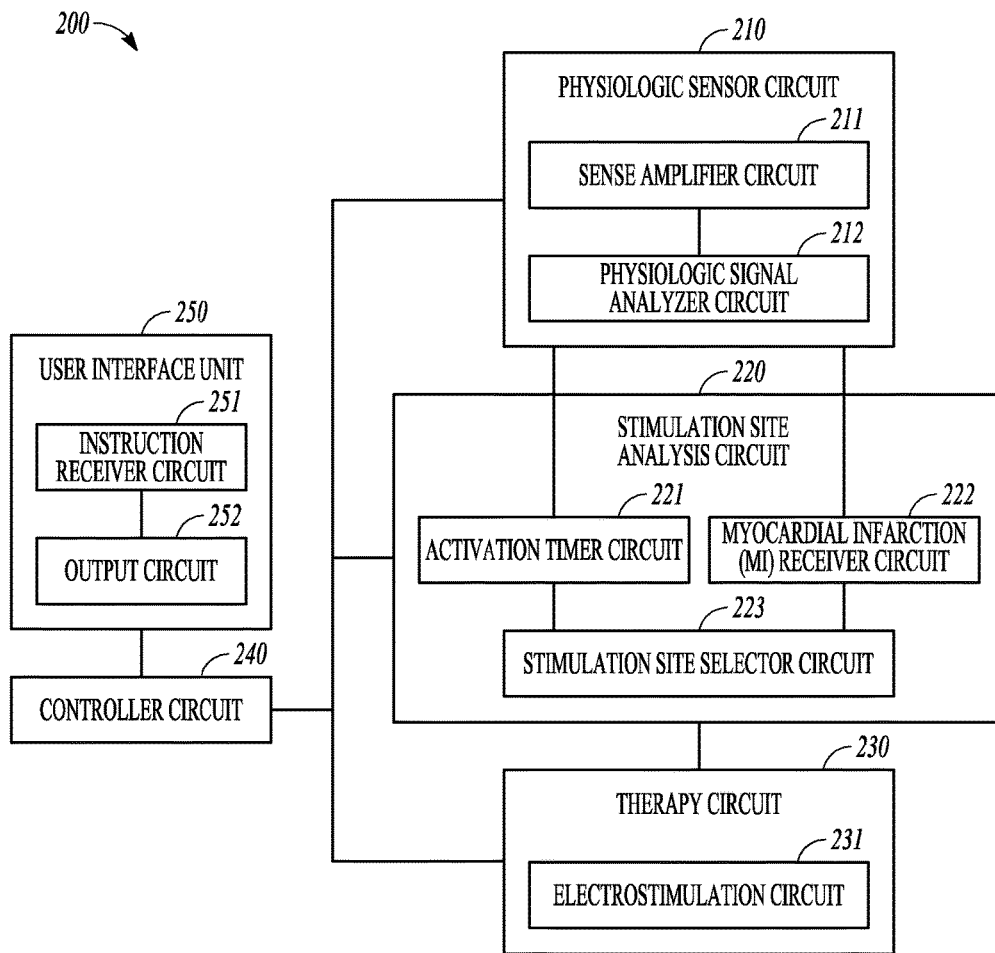 200
210
PHYSIOLOGIC SENSOR CIRCUIT
211
SENSE AMPLIFIER CIRCUIT
212
PHYSIOLOGIC SIGNAL
ANALYZER CIRCUIT
250
USER INTERFACE UNIT
251
INSTRUCTION
RECEIVER CIRCUIT
252
OUTPUT CIRCUIT
240
CONTROLLER CIRCUIT
220
STIMULATION SITE
ANALYSIS CIRCUIT
221
ACTIVATION TIMER CIRCUIT
222
MYOCARDIAL INFARCTION
(MI) RECEIVER CIRCUIT
223
STIMULATION SITE SELECTOR CIRCUIT
230
THERAPY CIRCUIT
231
ELECTROSTIMULATION CIRCUIT